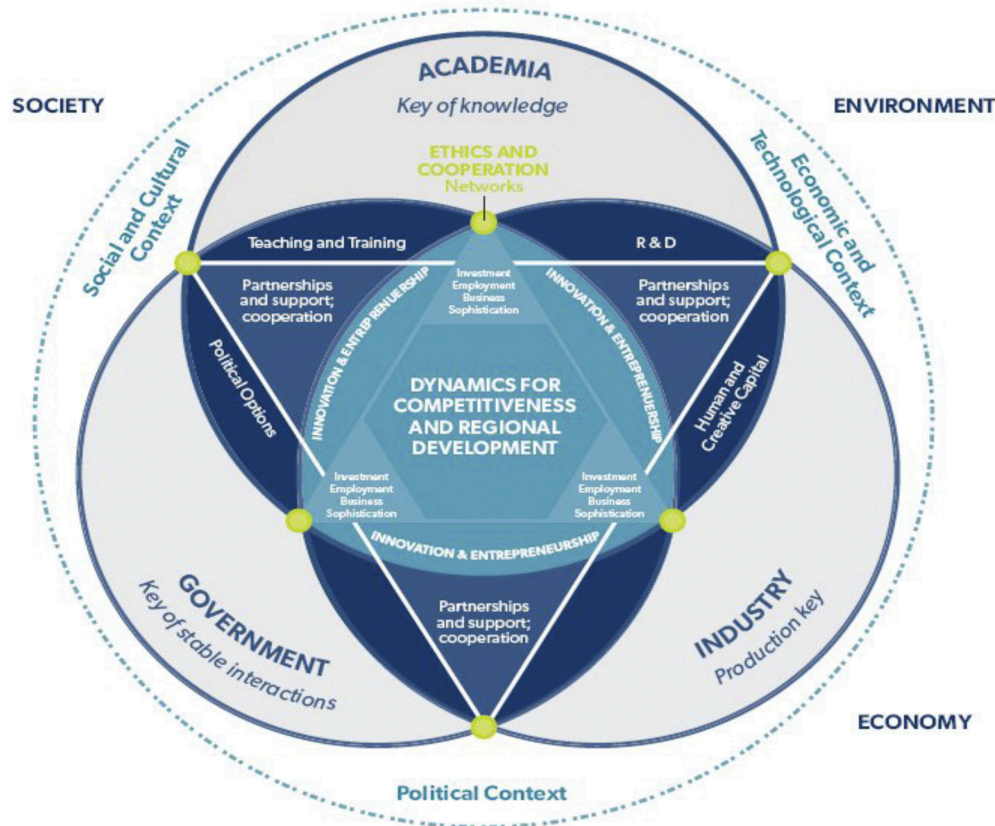 ACADEMIA
Key of knowledge
SOCIETY
ENVIRONMENT
Social and Cultural
Context
Economic and
Technological Context
ETHICS AND
COOPERATION
Networks
Teaching and Training
R & D
Partnerships
and support;
cooperation
Investment
Employment
Business
Sophistication
Partnerships
and support;
cooperation
INNOVATION & ENTREPRENUERSHIP
INNOVATION & ENTREPRENUERSHIP
Political Options
DYNAMICS FOR
COMPETITIVENESS
AND REGIONAL
DEVELOPMENT
Human and
Creative Capital
Investment
Employment
Business
Sophistication
Investment
Employment
Business
Sophistication
INNOVATION & ENTREPRENEURSHIP
GOVERNMENT
Key of stable interactions
Partnerships
and support;
cooperation
INDUSTRY
Production key
ECONOMY
Political Context